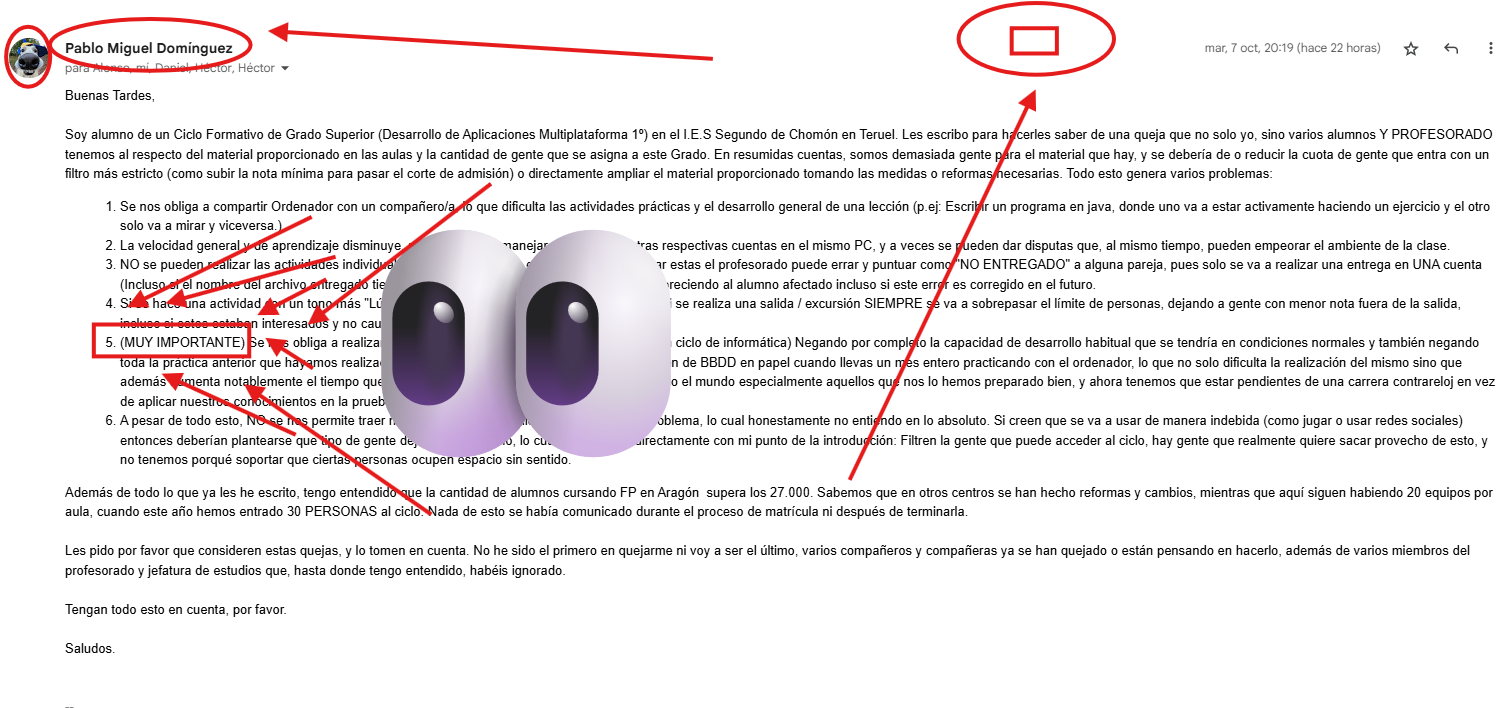 Pablo Miguel Domínguez
mar, 7 oct, 20:19 (hace 22 horas)
para Alonso, mí, Daniel, Héctor, Héctor
Buenas Tardes,
Soy alumno de un Ciclo Formativo de Grado Superior (Desarrollo de Aplicaciones Multiplataforma 1º) en el I.E.S Segundo de Chomón en Teruel. Les escribo para hacerles saber de una queja que no solo yo, sino varios alumnos Y PROFESORADO
tenemos al respecto del material proporcionado en las aulas y la cantidad de gente que se asigna a este Grado. En resumidas cuentas, somos demasiada gente para el material que hay, y se debería de o reducir la cuota de gente que entra con un
filtro más estricto (como subir la nota mínima para pasar el corte de admisión) o directamente ampliar el material proporcionado tomando las medidas o reformas necesarias. Todo esto genera varios problemas:
1. Se nos obliga a compartir Ordenador con un compañero/a, lo que dificulta las actividades prácticas y el desarrollo general de una lección (p.ej: Escribir un programa en java, donde uno va a estar activamente haciendo un ejercicio y el otro
solo va a mirar y viceversa.)
2. La velocidad general y de aprendizaje disminuye, manejar tras respectivas cuentas en el mismo PC, y a veces se pueden dar disputas que, al mismo tiempo, pueden empeorar el ambiente de la clase.
3. NO se pueden realizar las actividades individual estas el profesorado puede errar y puntuar como "NO ENTREGADO" a alguna pareja, pues solo se va a realizar una entrega en UNA cuenta
(Incluso si el nombre del archivo entregado al alumno afectado incluso si este error es corregido en el futuro.
4. Si se hace una actividad con un tono más "Lú se realiza una salida / excursión SIEMPRE se va a sobrepasar el límite de personas, dejando a gente con menor nota fuera de la salida,
incluso si estos estaban interesados y no
5. (MUY IMPORTANTE) Se nos obliga a realizar ciclo de informática) Negando por completo la capacidad de desarrollo habitual que se tendría en condiciones normales y también negando
toda la práctica anterior que hayamos de BBDD en papel cuando llevas un mes entero practicando con el ordenador, lo que no solo dificulta la realización del mismo sino que
además aumenta notablemente el tiempo que el mundo especialmente aquellos que nos lo hemos preparado bien, y ahora tenemos que estar pendientes de una carrera contrareloj en vez
de aplicar nuestros conocimientos en la
6. A pesar de todo esto, NO se nos permite traer lo cual honestamente no entiendo en lo absoluto. Si creen que se va a usar de manera indebida (como jugar o usar redes sociales)
entonces deberían plantearse que tipo de gente directamente con mi punto de la introducción: Filtren la gente que puede acceder al ciclo, hay gente que realmente quiere sacar provecho de esto, y
no tenemos porqué soportar que ciertas personas ocupen espacio sin sentido.
Además de todo lo que ya les he escrito, tengo entendido que la cantidad de alumnos cursando FP en Aragón supera los 27.000. Sabemos que en otros centros se han hecho reformas y cambios, mientras que aquí siguen habiendo 20 equipos por
aula, cuando este año hemos entrado 30 PERSONAS al ciclo. Nada de esto se había comunicado durante el proceso de matrícula ni después de terminarla.
Les pido por favor que consideren estas quejas, y lo tomen en cuenta. No he sido el primero en quejarme ni voy a ser el último, varios compañeros y compañeras ya se han quejado o están pensando en hacerlo, además de varios miembros del
profesorado y jefatura de estudios que, hasta donde tengo entendido, habéis ignorado.
Tengan todo esto en cuenta, por favor.
Saludos.
--